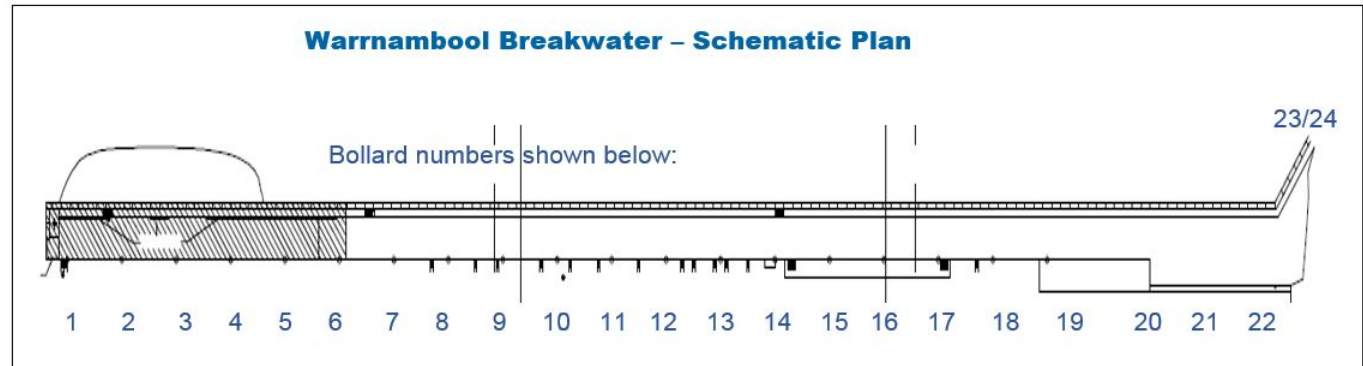 Warrnambool Breakwater – Schematic Plan
23/24
Bollard numbers shown below:
1 2 3 4 5 6 7 8 9 10 11 12 13 14 15 16 17 18 19 20 21 22